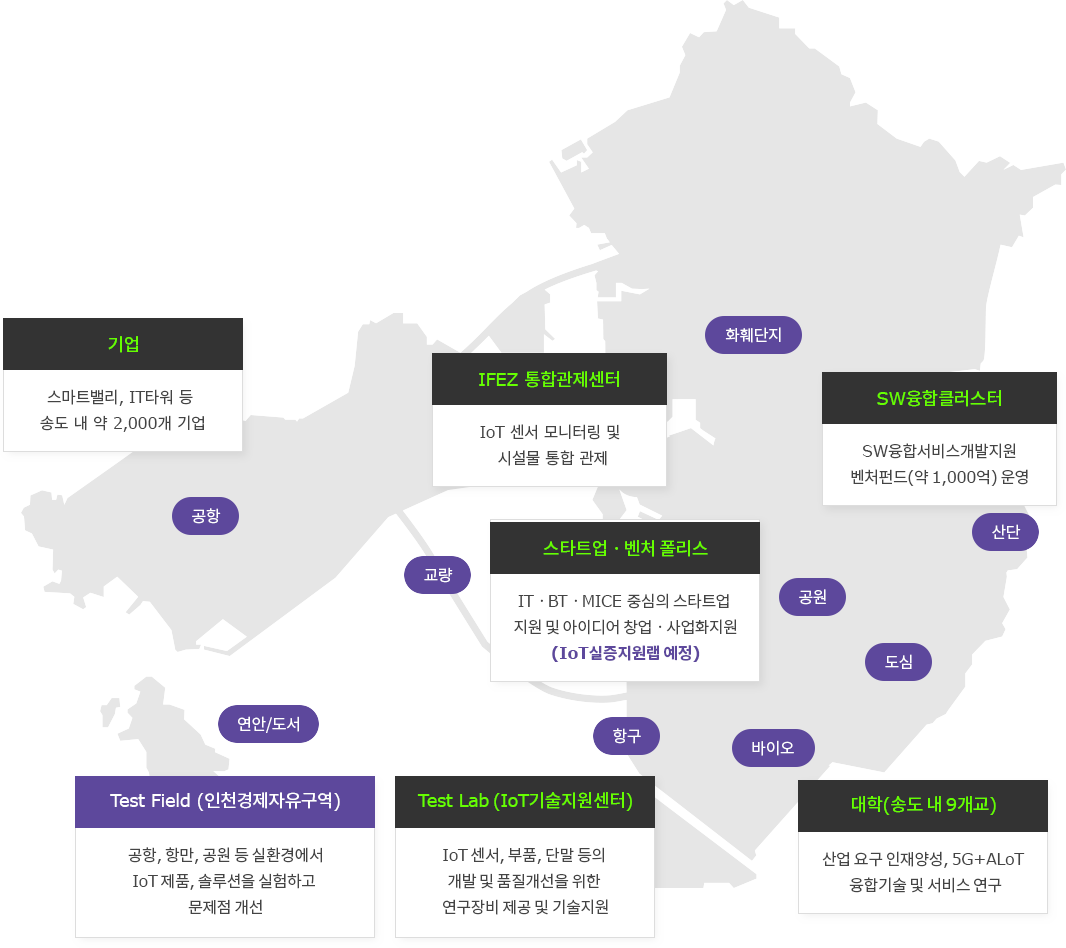 화훼단지
기업
스마트밸리, IT타워 등
송도 내 약 2,000개 기업
IFEZ 통합관제센터
IoT 센서 모니터링 및
시설물 통합 관제
SW융합클러스터
SW융합서비스개발지원
벤처펀드(약 1,000억) 운영
공항
산단
교량
스타트업 · 벤처 폴리스
IT · BT · MICE 중심의 스타트업
지원 및 아이디어 창업 · 사업화지원
(IoT실증지원랩 예정)
공원
도심
연안/도서
항구
바이오
Test Field (인천경제자유구역)
공항, 항만, 공원 등 실환경에서
IoT 제품, 솔루션을 실험하고
문제점 개선
Test Lab (IoT기술지원센터)
IoT 센서, 부품, 단말 등의
개발 및 품질개선을 위한
연구장비 제공 및 기술지원
대학(송도 내 9개교)
산업 요구 인재양성, 5G+ALoT
융합기술 및 서비스 연구